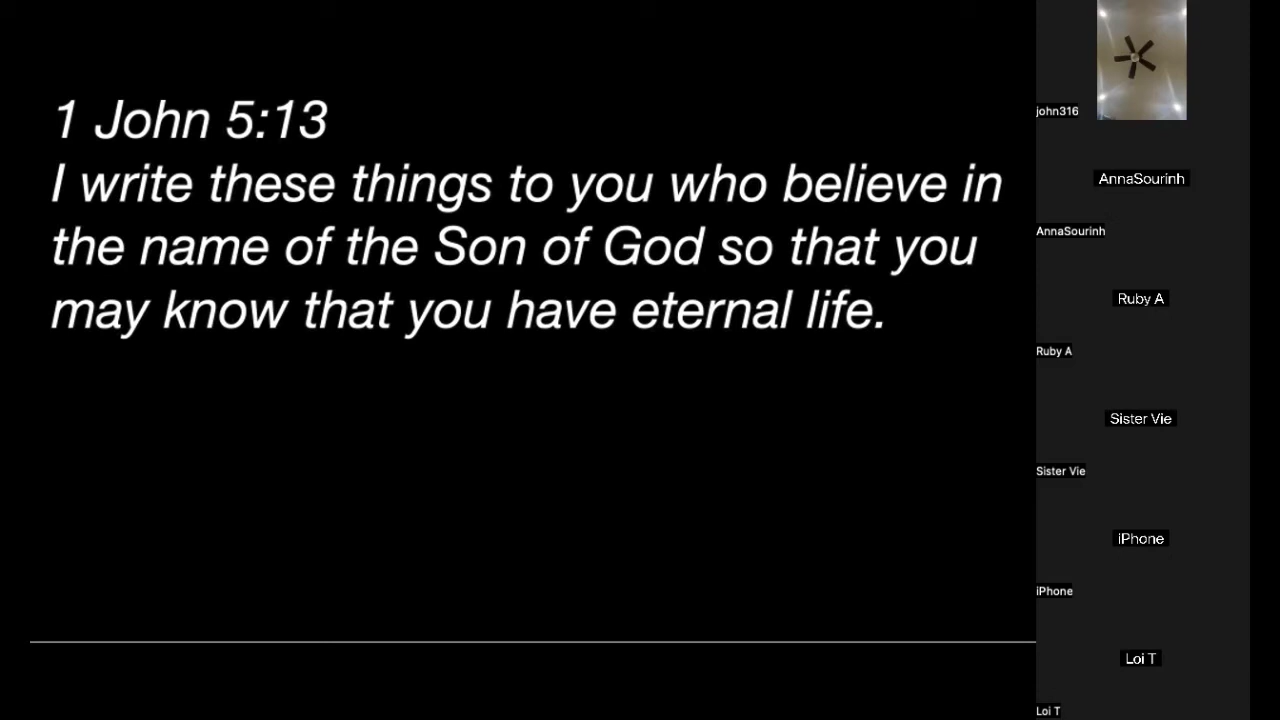 1 John 5:13
I write these things to you who believe in
the name of the Son of God so that you
may know that you have eternal life.
john316
AnnaSourinh
AnnaSourinh
Ruby A
Ruby A
Sister Vie
Sister Vie
iPhone
iPhone
Loi T
Loi T